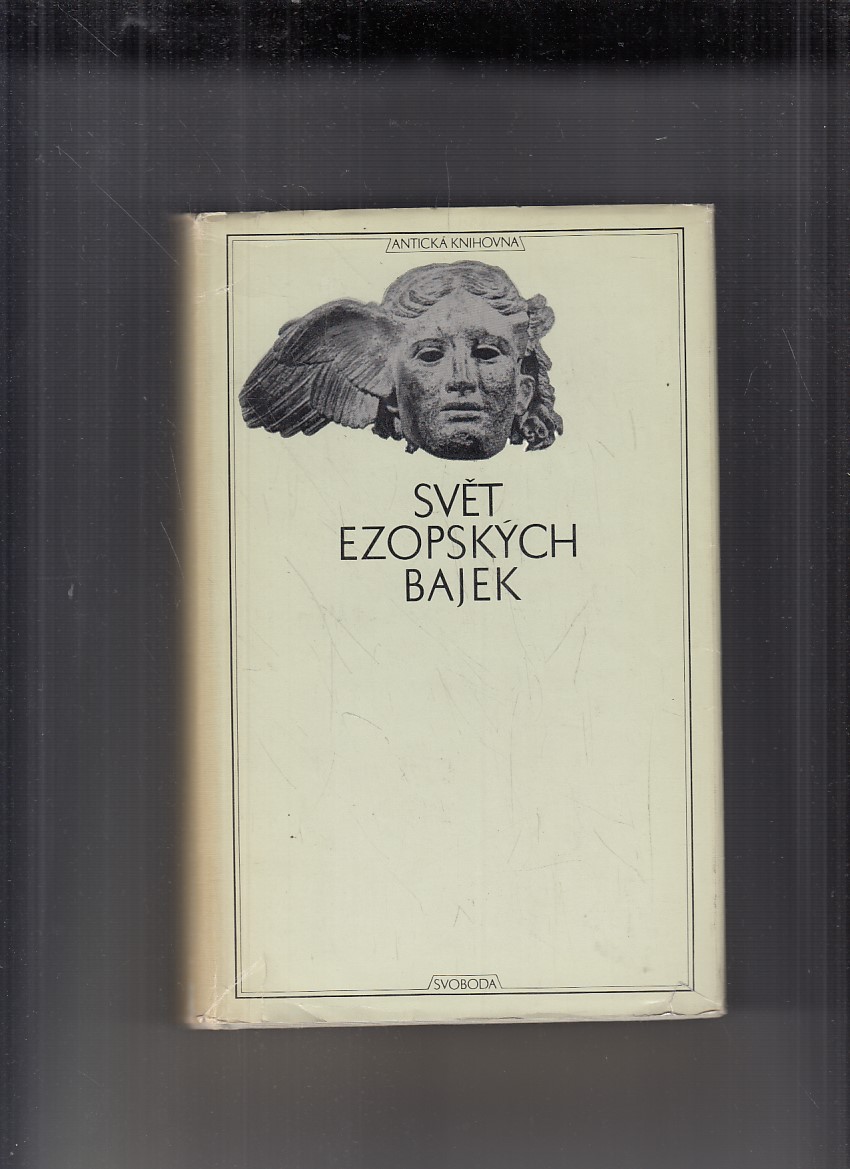 ANTICKÁ KNIHOVNA
SVĚT
EZOPSKÝCH
BAJEK
SVOBODA